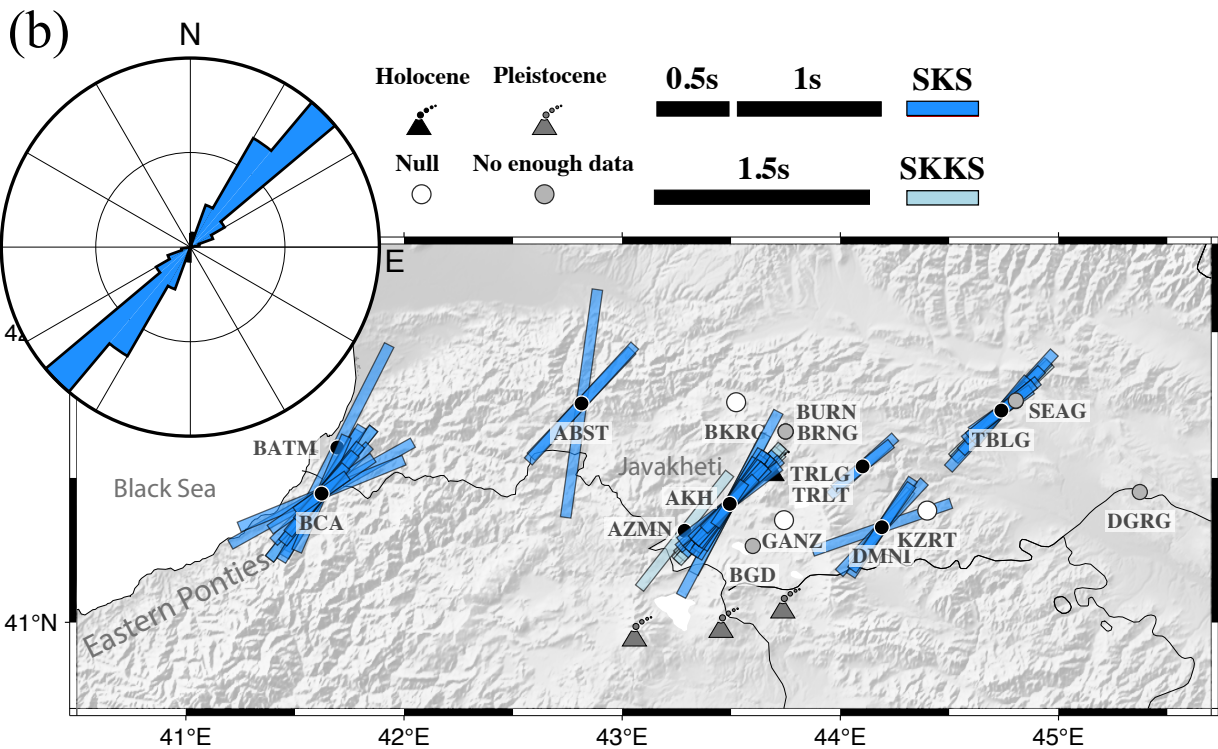 (b)
N
E
Holocene Pleistocene
0.5s 1s SKS
Null No enough data
1.5s SKKS
BATM
ABST
BKRG
BURN
BRNG
SEAG
TBLG
Javakheti
TRLG
TRLT
Black Sea
BCA
AKH
AZMN
GANZ
KZRT
DMNI
DGRG
BGD
Eastern Ponties
41°N
41°E 42°E 43°E 44°E 45°E